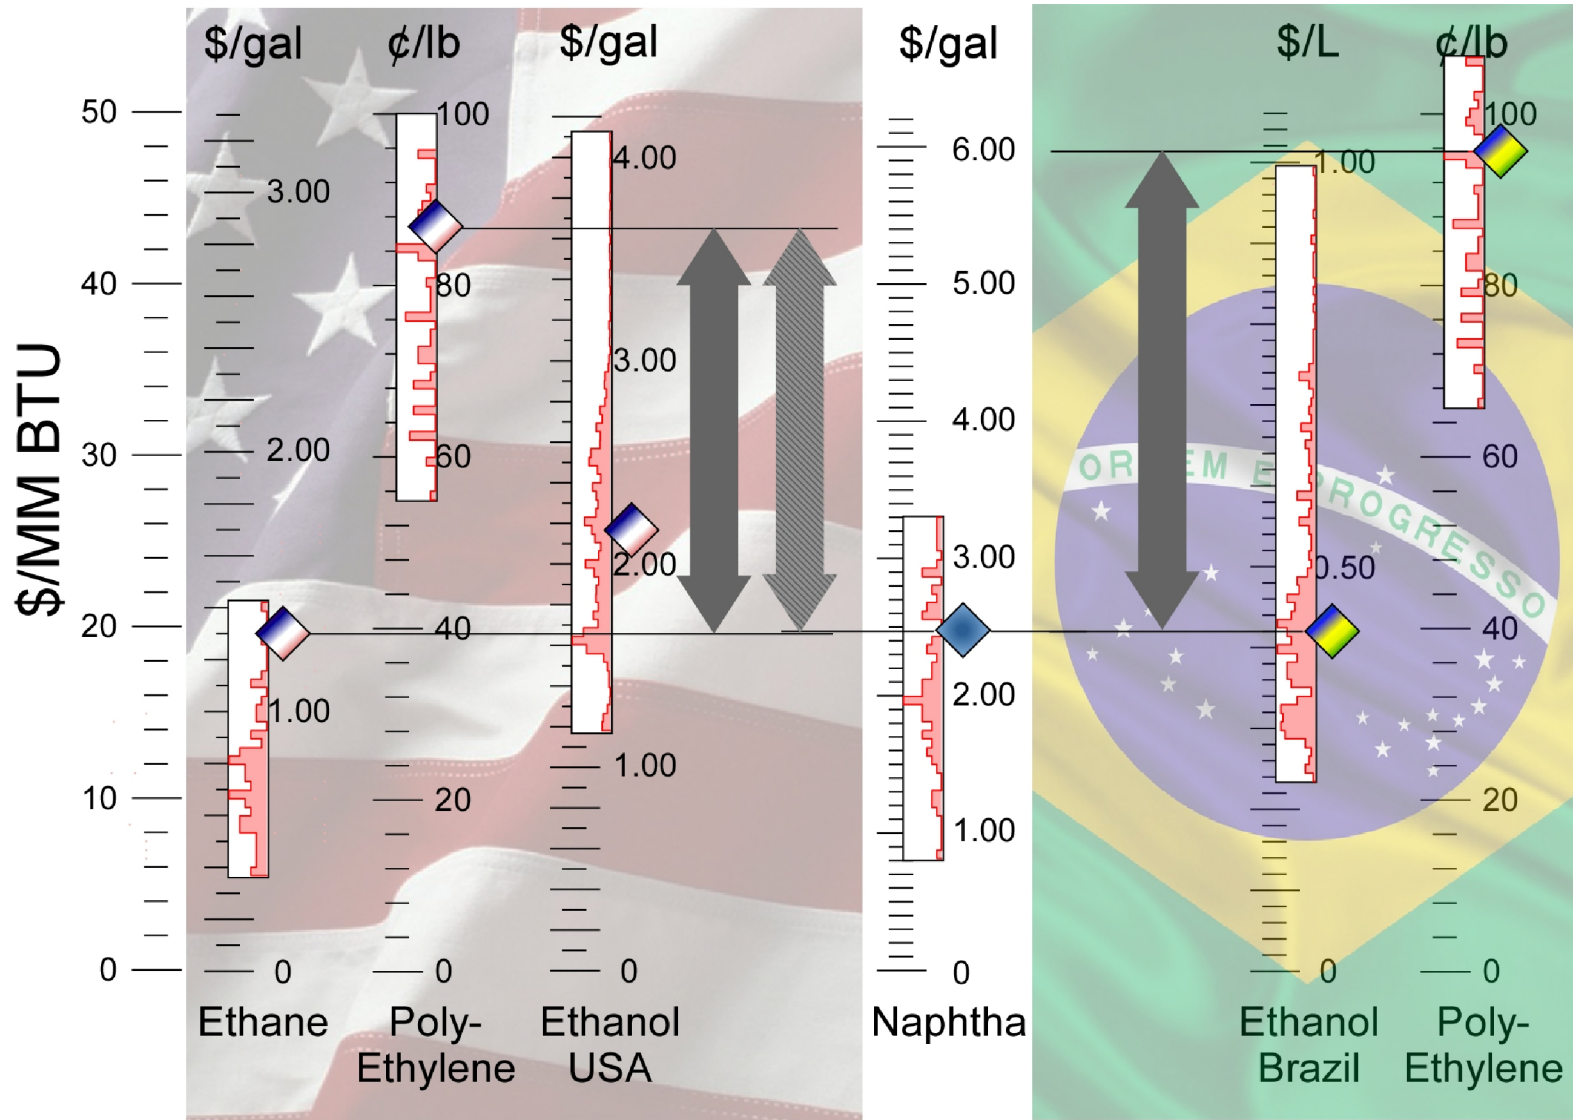 $/gal ¢/lb $/gal $/gal $/L ¢/lb
50 100 100
4.00 6.00 1.00
3.00
40 80 5.00 80
3.00
4.00
$/MM BTU
30 2.00 60 60
ORDEM E PROGRESSO
2.00 3.00 0.50
20 40 40
1.00 2.00
1.00
10 20 1.00 20
0 0 0 0 0 0 0
Ethane Poly- Ethanol Naphtha Ethanol Poly-
Ethylene USA Brazil Ethylene